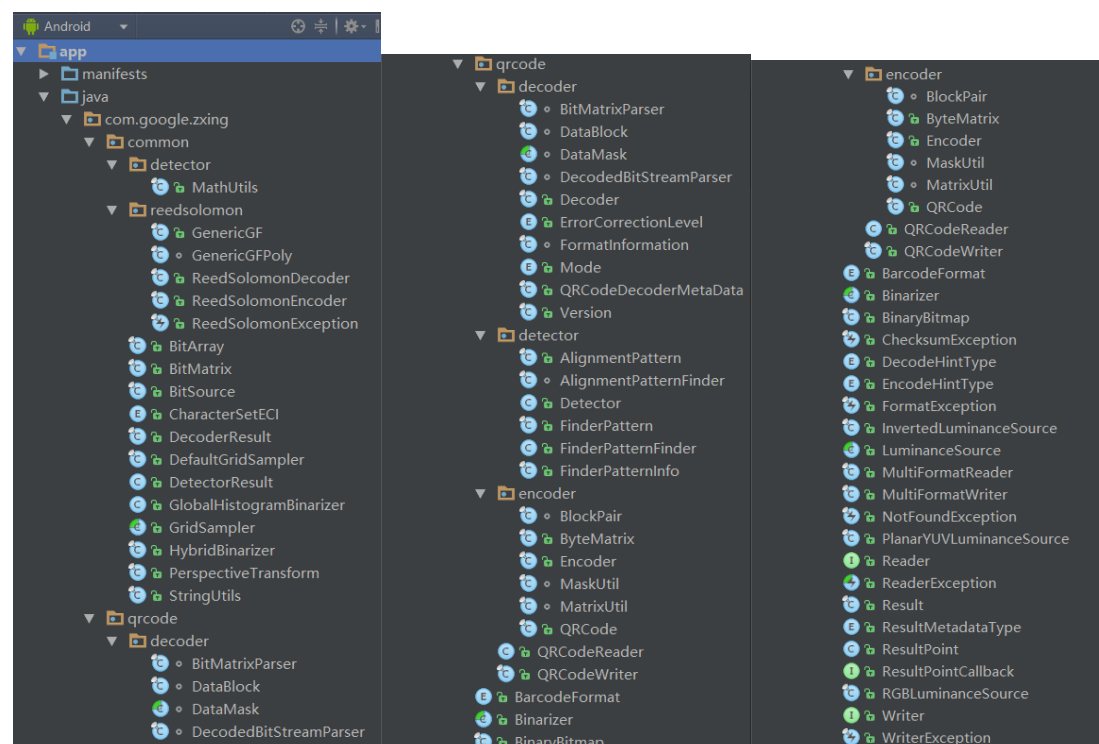 Android
app
manifests
java
com.google.zxing
common
detector
MathUtils
reedsolomon
GenericGF
GenericGFPoly
ReedSolomonDecoder
ReedSolomonEncoder
ReedSolomonException
BitArray
BitMatrix
BitSource
CharacterSetECI
DecoderResult
DefaultGridSampler
DetectorResult
GlobalHistogramBinarizer
GridSampler
HybridBinarizer
PerspectiveTransform
StringUtils
qrcode
decoder
BitMatrixParser
DataBlock
DataMask
DecodedBitStreamParser
qrcode
decoder
BitMatrixParser
DataBlock
DataMask
DecodedBitStreamParser
Decoder
ErrorCorrectionLevel
FormatInformation
Mode
QRCodeDecoderMetaData
Version
detector
AlignmentPattern
AlignmentPatternFinder
Detector
FinderPattern
FinderPatternFinder
FinderPatternInfo
encoder
BlockPair
ByteMatrix
Encoder
MaskUtil
MatrixUtil
QRCode
QRCodeReader
QRCodeWriter
BarcodeFormat
Binarizer
BinaryBitmap
encoder
BlockPair
ByteMatrix
Encoder
MaskUtil
MatrixUtil
QRCode
QRCodeReader
QRCodeWriter
BarcodeFormat
Binarizer
BinaryBitmap
ChecksumException
DecodeHintType
EncodeHintType
FormatException
InvertedLuminanceSource
LuminanceSource
MultiFormatReader
MultiFormatWriter
NotFoundException
PlanarYUVLuminanceSource
Reader
ReaderException
Result
ResultMetadataType
ResultPoint
ResultPointCallback
RGBLuminanceSource
Writer
WriterException